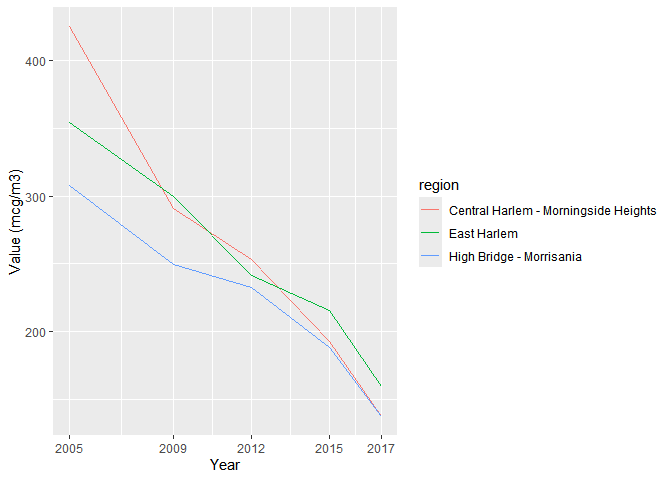 400
300
200
Value (mcg/m3)
2005 2009 2012 2015 2017
Year
region
Central Harlem - Morningside Heights
East Harlem
High Bridge - Morrisania